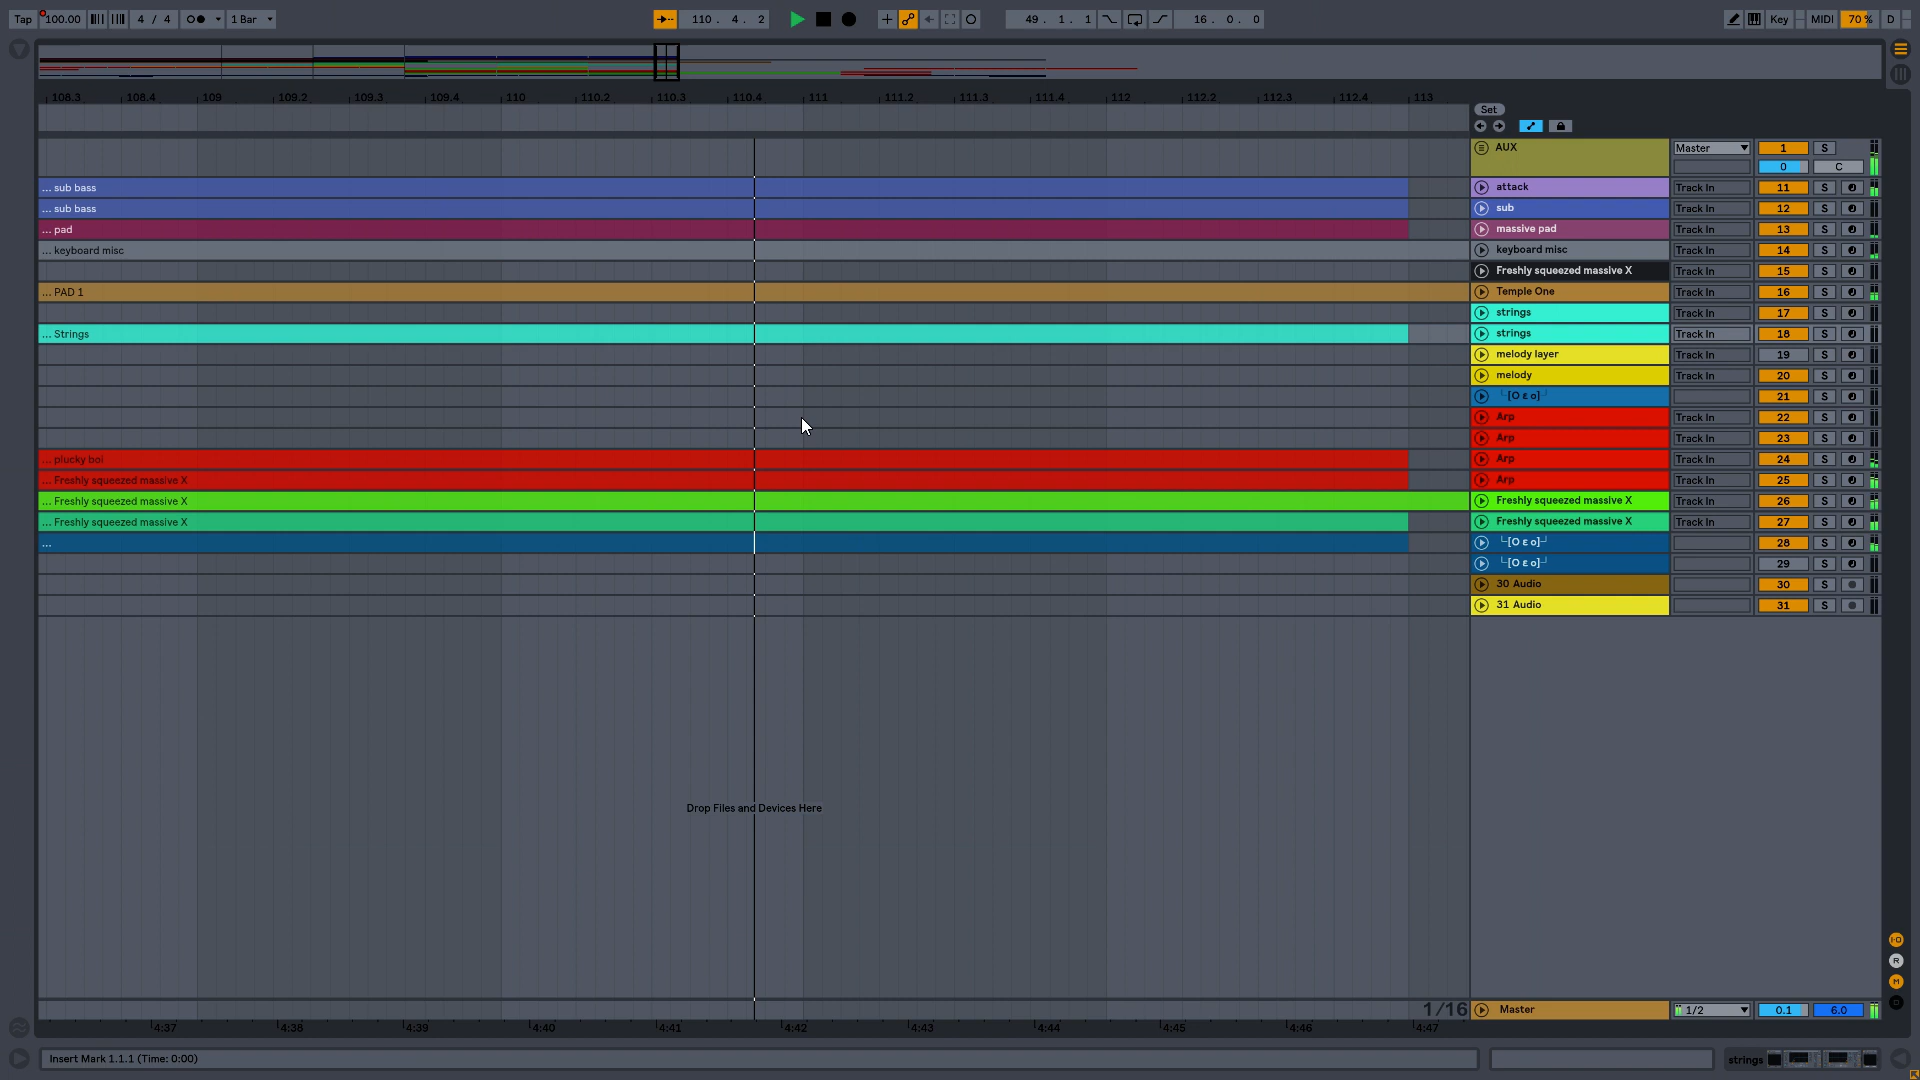 Tap 100.00 4 / 4 1 Bar 110 . 4 . 2 49 . 1 . 1 16 . 0 . 0 Key MIDI 70 % D
108.3 108.4 109 109.2 109.3 109.4 110 110.2 110.3 110.4 111 111.2 111.3 111.4 112 112.2 112.3 112.4 113
Set
AUX Master 1 S
0 C
... sub bass attack Track In 11 S
... sub bass sub Track In 12 S
... pad massive pad Track In 13 S
... keyboard misc keyboard misc Track In 14 S
Freshly squeezed massive X Track In 15 S
... PAD 1 Temple One Track In 16 S
strings Track In 17 S
... Strings strings Track In 18 S
melody layer Track In 19 S
melody Track In 20 S
└[O ε o]┘ 21 S
Arp Track In 22 S
Arp Track In 23 S
... plucky boi Arp Track In 24 S
... Freshly squeezed massive X Arp Track In 25 S
... Freshly squeezed massive X Freshly squeezed massive X Track In 26 S
... Freshly squeezed massive X Freshly squeezed massive X Track In 27 S
... └[O ε o]┘ 28 S
└[O ε o]┘ 29 S
30 Audio 30 S
31 Audio 31 S
Drop Files and Devices Here
I·O
R
M
D
1/16 Master 1/2 0.1 6.0
4:37 4:38 4:39 4:40 4:41 4:42 4:43 4:44 4:45 4:46 4:47
Insert Mark 1.1.1 (Time: 0:00) strings